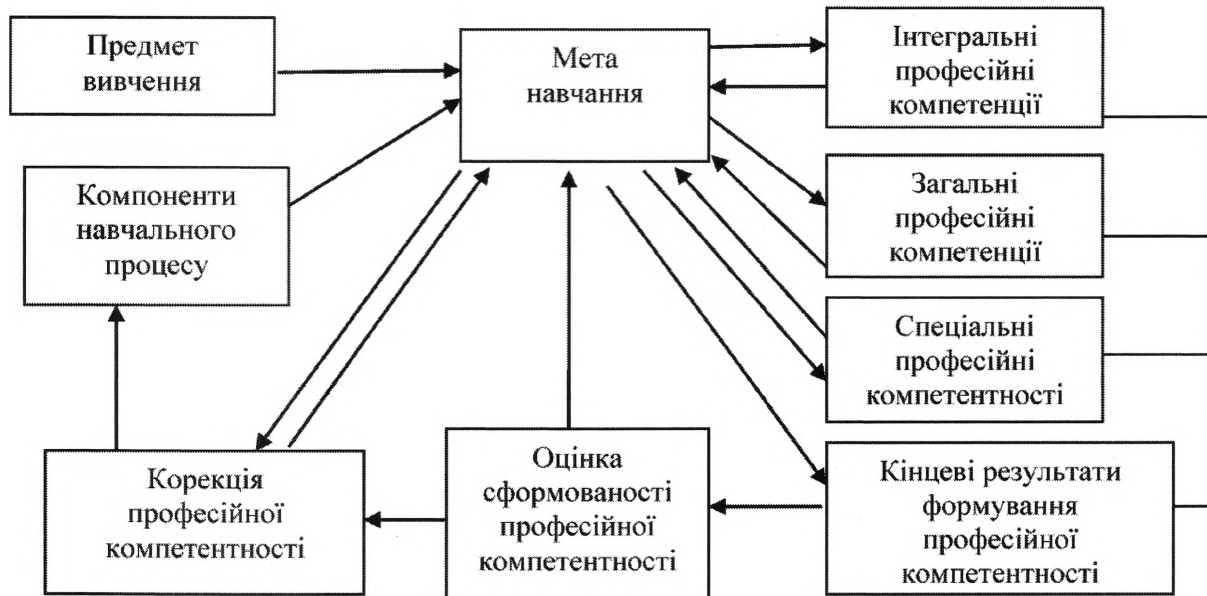 Предмет
вивчення
Мета
навчання
Інтегральні
професійні
компетенції
Компоненти
навчального
процесу
Загальні
професійні
компетенції
Спеціальні
професійні
компетентності
Корекція
професійної
компетентності
Оцінка
сформованості
професійної
компетентності
Кінцеві результати
формування
професійної
компетентності